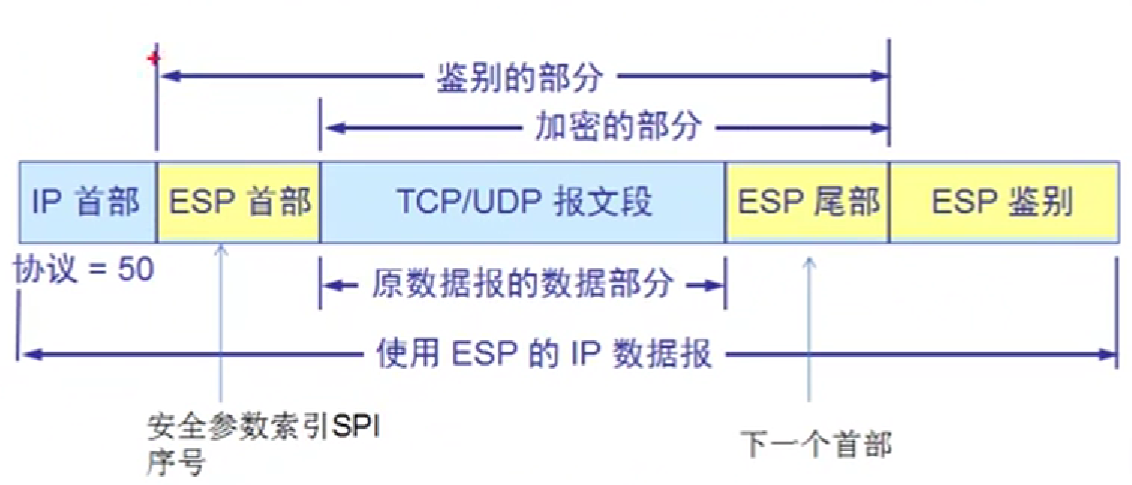 鉴别的部分
加密的部分
IP 首部 ESP 首部 TCP/UDP 报文段 ESP 尾部 ESP 鉴别
协议 = 50
原数据报的数据部分
使用 ESP 的 IP 数据报
安全参数索引SPI
序号
下一个首部